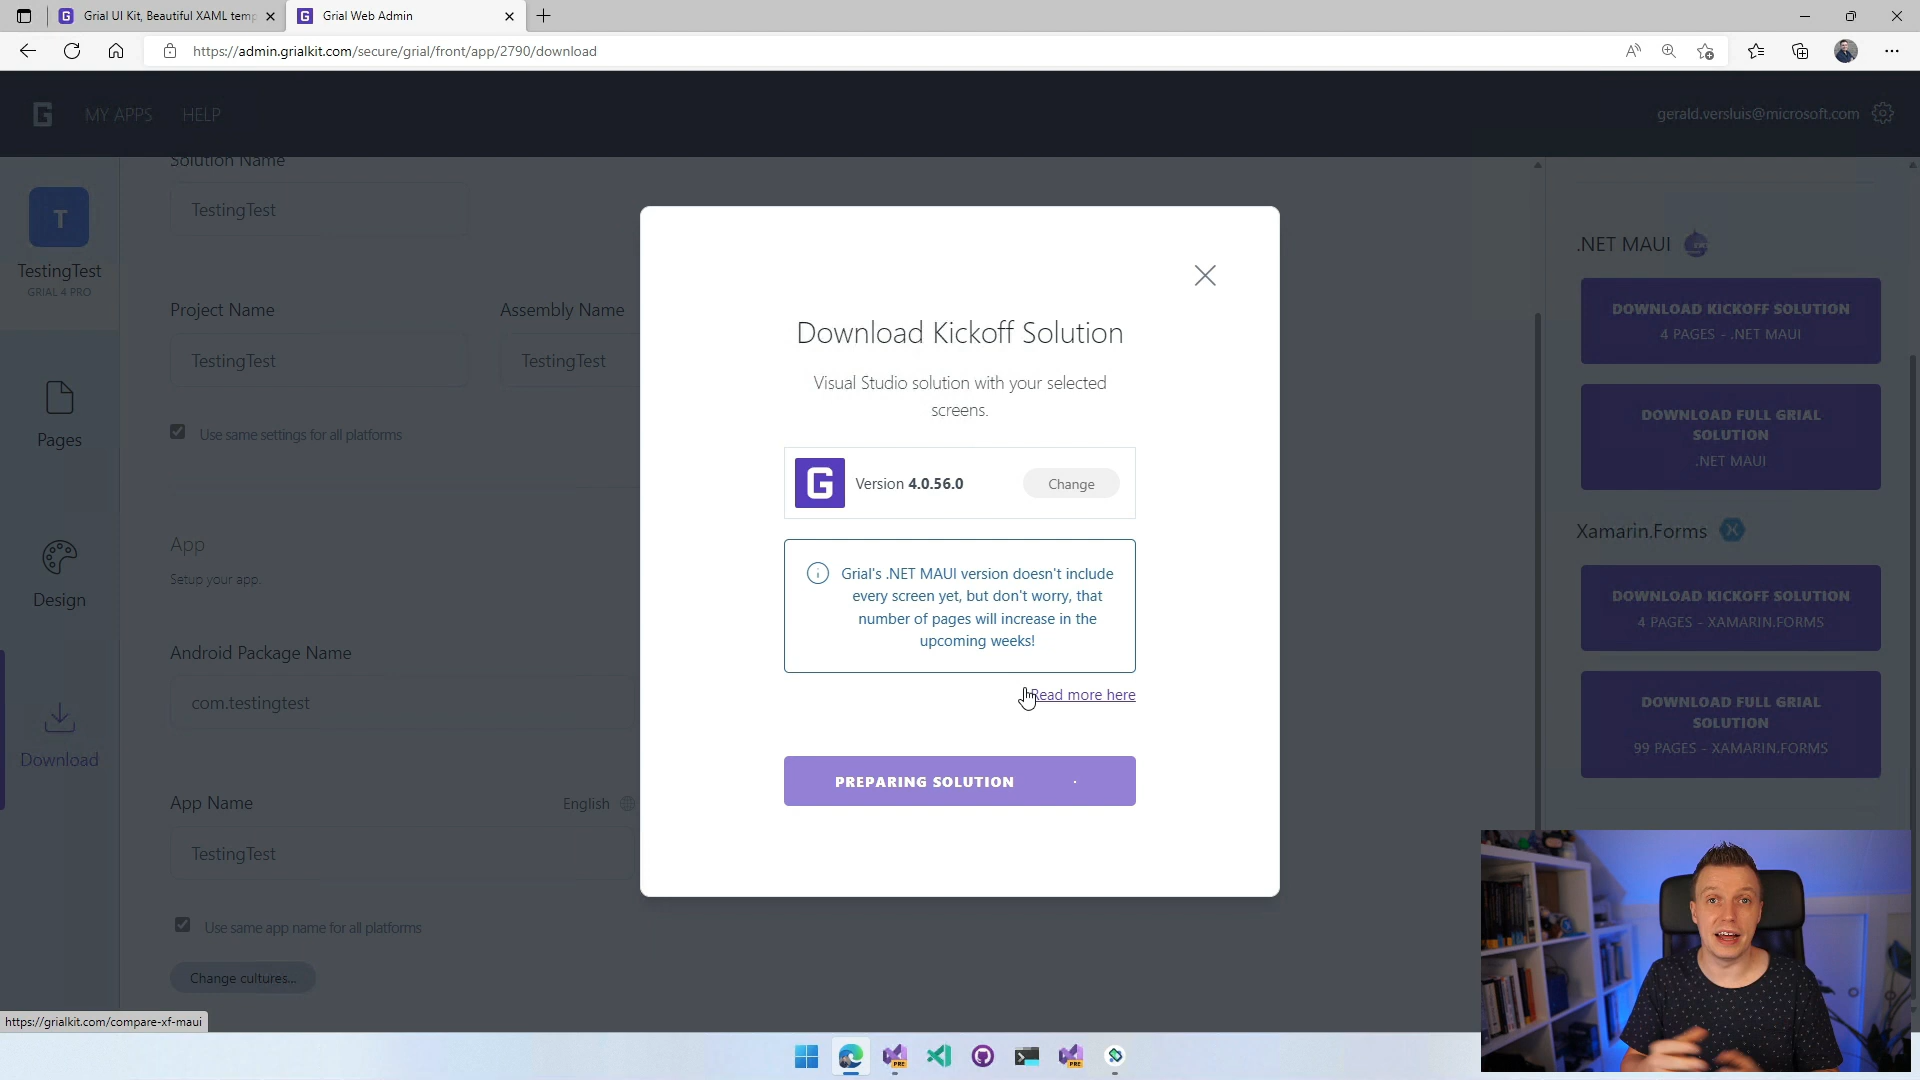 Grial UI Kit, Beautiful XAML temp
Grial Web Admin
https://admin.grialkit.com/secure/grial/front/app/2790/download
G
MY APPS
HELP
gerald.versluis@microsoft.com
Solution Name
TestingTest
T
TestingTest
GRIAL 4 PRO
Project Name
Assembly Name
TestingTest
TestingTest
Use same settings for all platforms
Pages
App
Setup your app.
Design
Android Package Name
com.testingtest
Download
App Name
English
TestingTest
Use same app name for all platforms
Change cultures...
https://grialkit.com/compare-xf-maui
Download Kickoff Solution
Visual Studio solution with your selected
screens.
G
Version 4.0.56.0
Change
Grial's .NET MAUI version doesn't include
every screen yet, but don't worry, that
number of pages will increase in the
upcoming weeks!
Read more here
PREPARING SOLUTION
.NET MAUI
DOWNLOAD KICKOFF SOLUTION
4 PAGES - .NET MAUI
DOWNLOAD FULL GRIAL
SOLUTION
.NET MAUI
Xamarin.Forms
DOWNLOAD KICKOFF SOLUTION
4 PAGES - XAMARIN.FORMS
DOWNLOAD FULL GRIAL
SOLUTION
99 PAGES - XAMARIN.FORMS